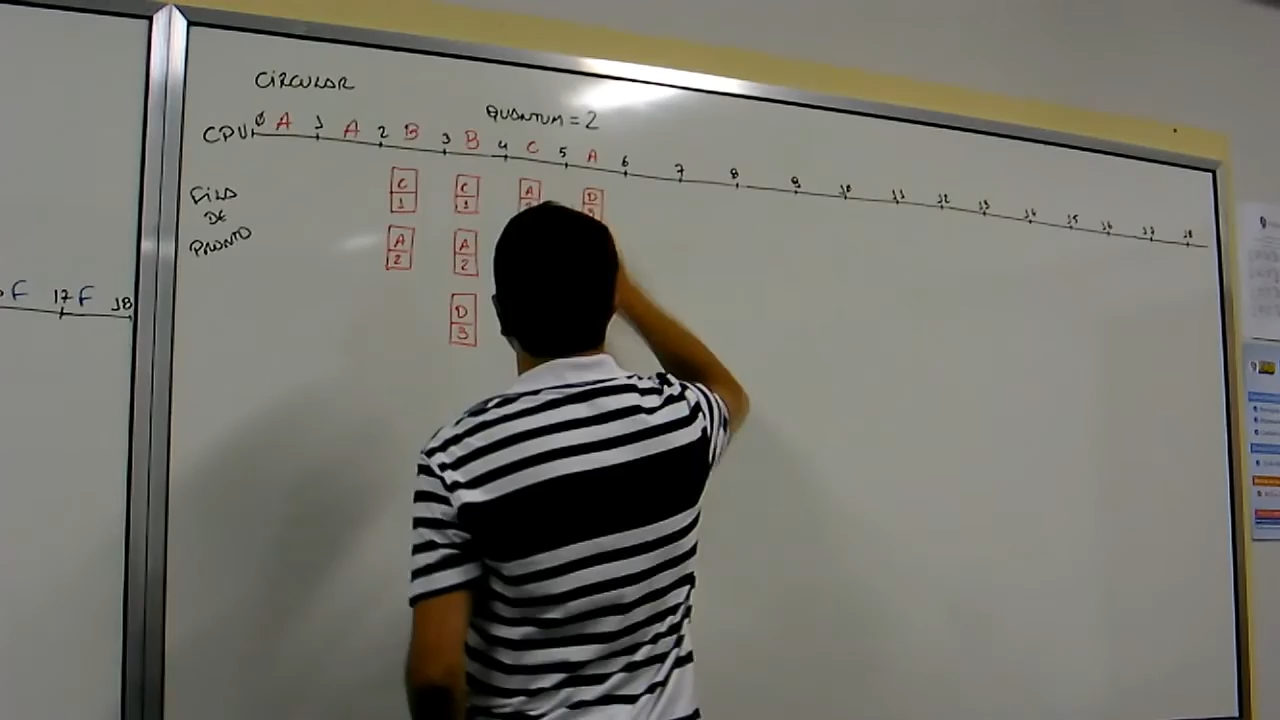 CIRCULAR
QUANTUM = 2
CPU 0 A 1 A 2 B 3 B 4 C 5 A 6 7 8 9 10 11 12 13 14 15 16 17 18
FILA C 1 C 1 A D
DE
PRONTO A 2 A 2
D 3
F 17 F 18